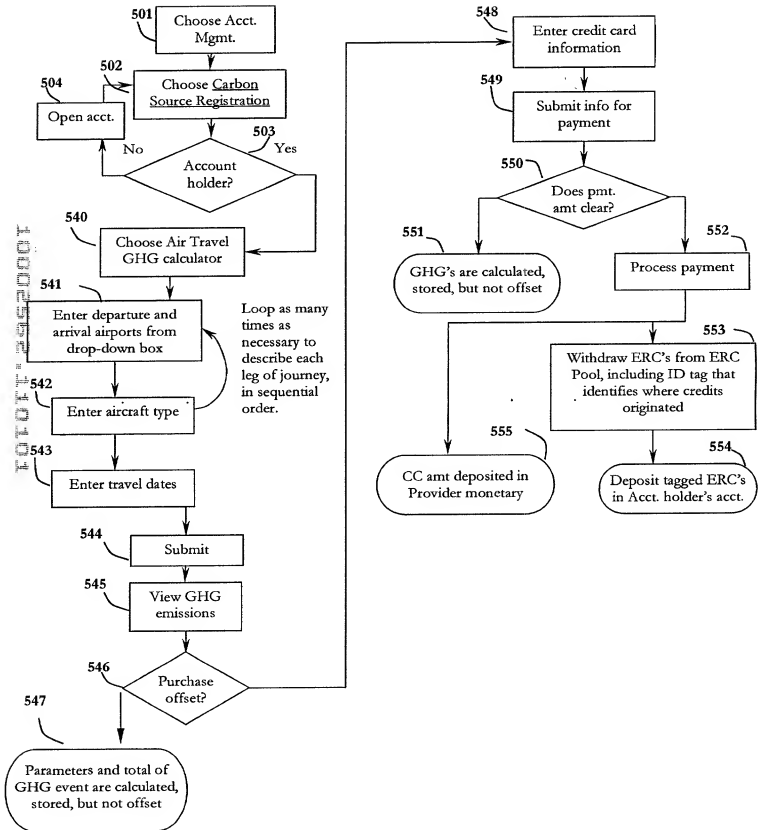 501
Choose Acct.
Mgmt.
502
Choose Carbon
Source Registration
504
Open acct.
503
No
Yes
Account
holder?
540
Choose Air Travel
GHG calculator
541
Enter departure and
arrival airports from
drop-down box
Loop as many
times as
necessary to
describe each
leg of journey,
in sequential
order.
542
Enter aircraft type
543
Enter travel dates
544
Submit
545
View GHG
emissions
546
Purchase
offset?
547
Parameters and total of
GHG event are calculated,
stored, but not offset
548
Enter credit card
information
549
Submit info for
payment
550
Does pmt.
amt clear?
551
GHG's are calculated,
stored, but not offset
552
Process payment
553
Withdraw ERC's from ERC
Pool, including ID tag that
identifies where credits
originated
555
CC amt deposited in
Provider monetary
554
Deposit tagged ERC's
in Acct. holder's acct.